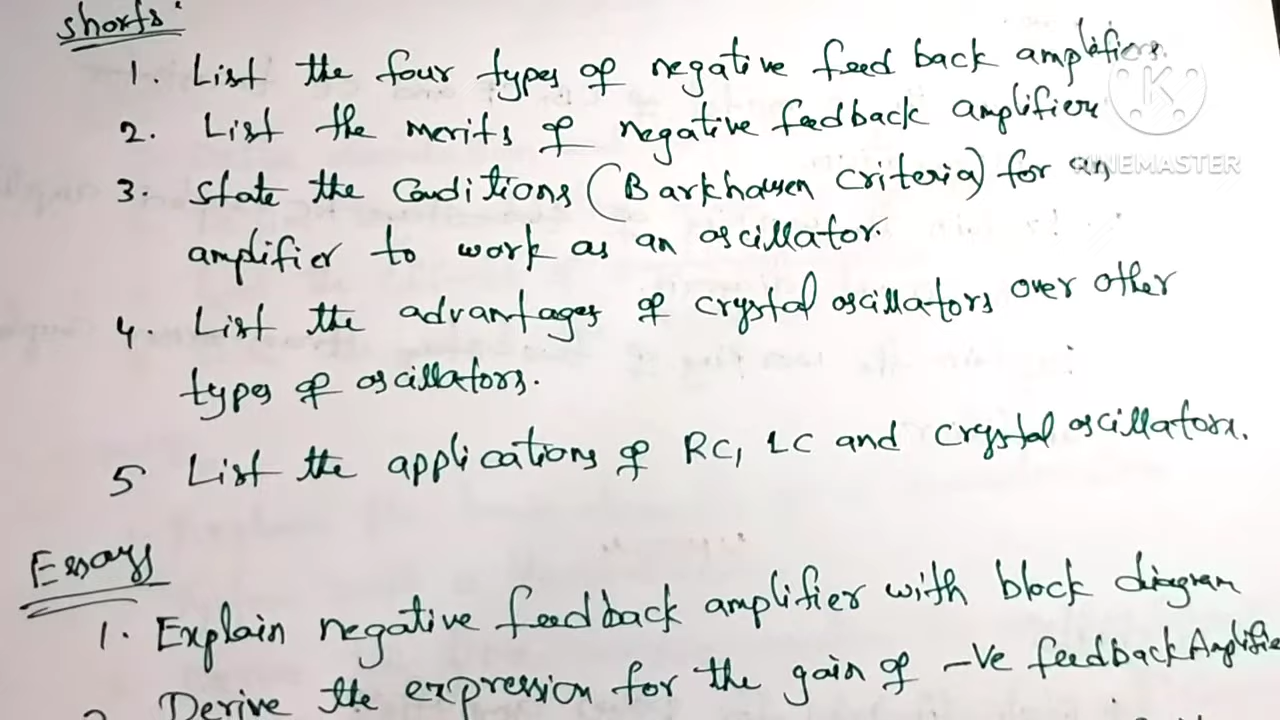 Shorts:
1. List the four types of negative feed back amplifiers.
2. List the merits of negative feedback amplifier
3. State the Conditions (Barkhausen Criteria) for an
amplifier to work as an oscillator.
4. List the advantages of crystal oscillators over other
types of oscillators.
5 List the applications of RC, LC and crystal oscillators.
Essays
1. Explain negative feedback amplifier with block diagram
2. Derive the expression for the gain of -Ve feedback Amplifie
K
KINEMASTER